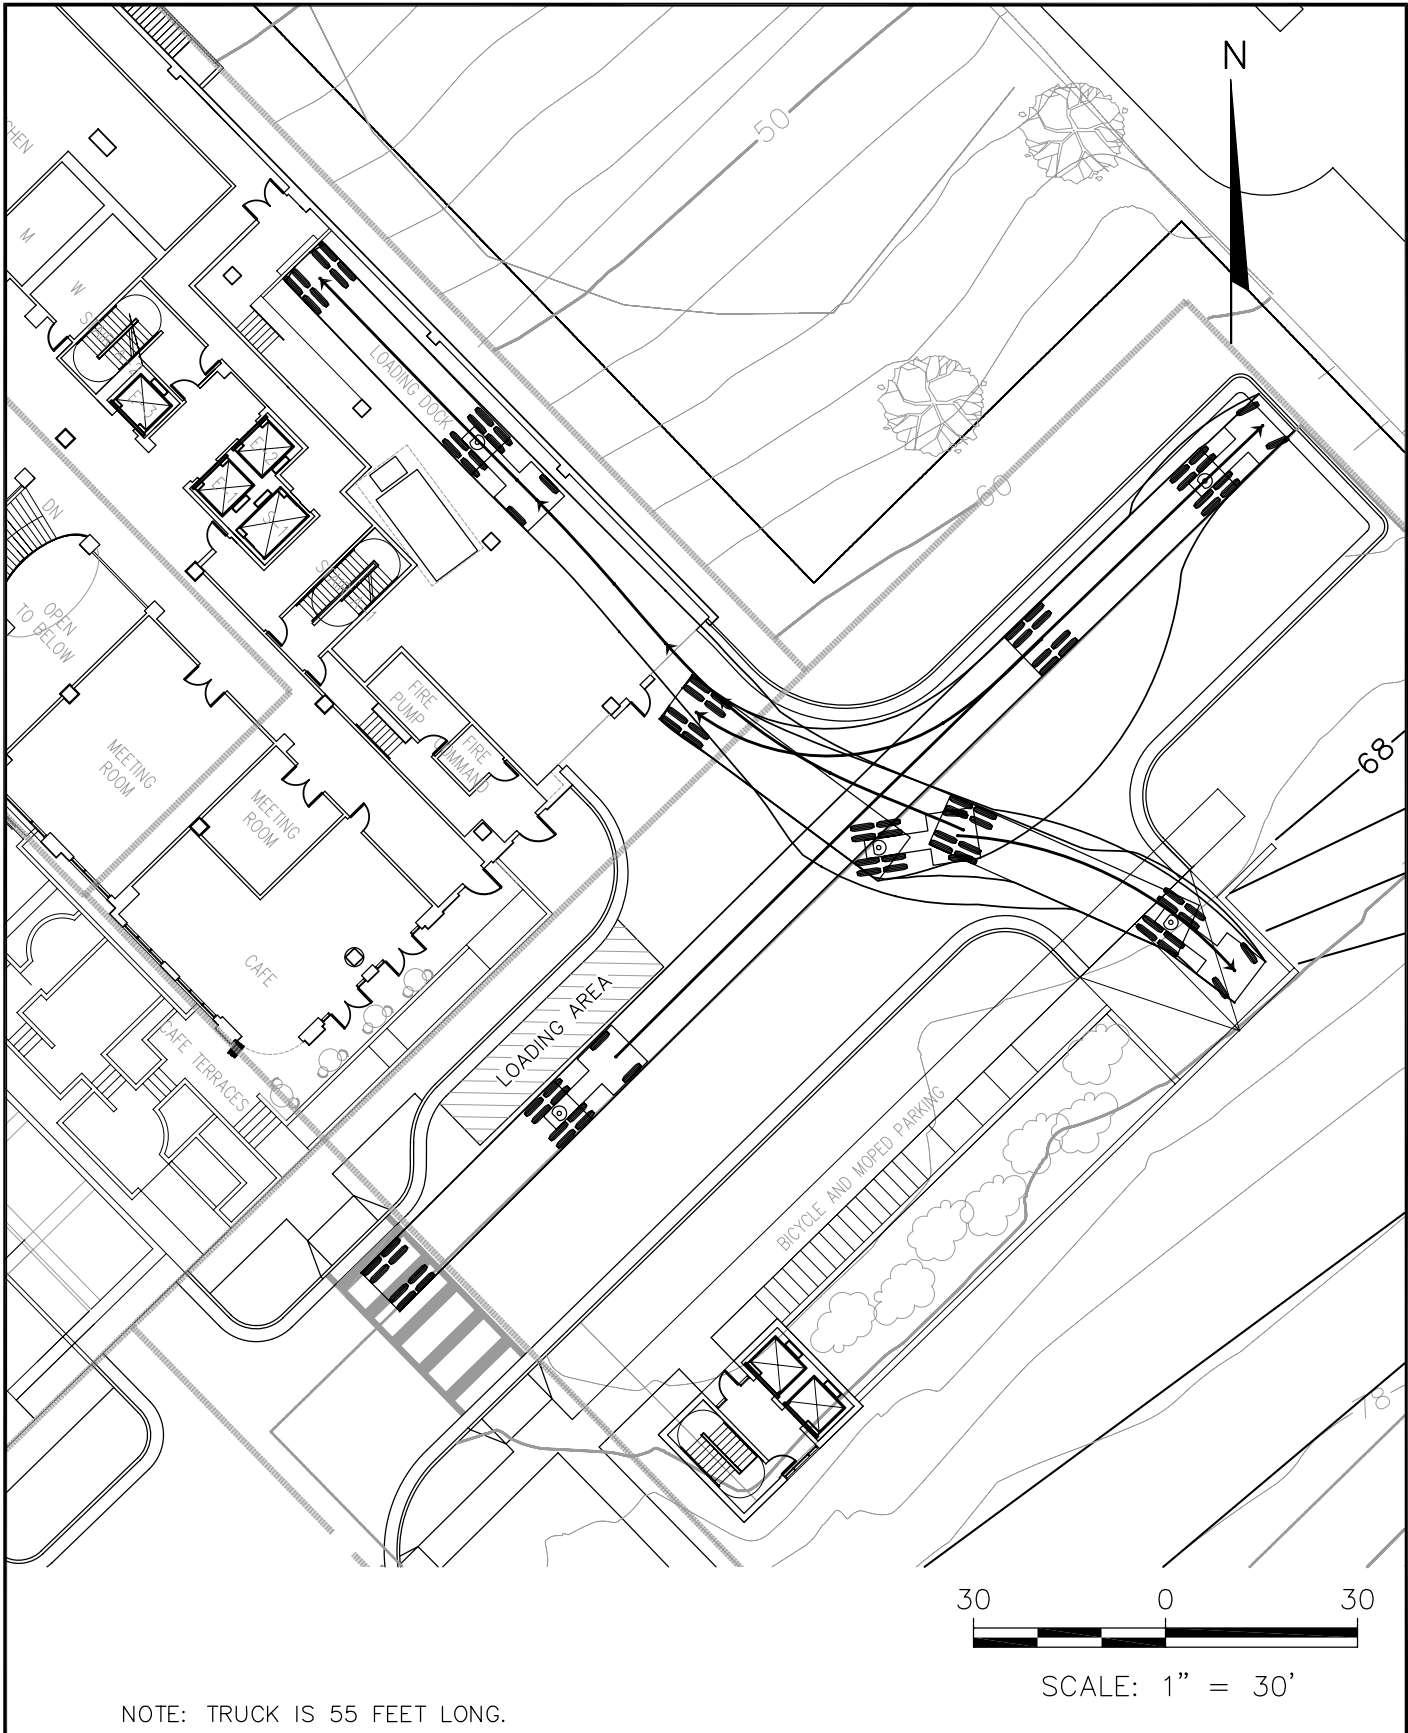 N
50
M
W
LOADING DOCK
60
DN
OPEN
TO BELOW
FIRE
PUMP
FIRE
COMMAND
MEETING
ROOM
MEETING
ROOM
68
CAFE
LOADING AREA
CAFE TERRACES
BICYCLE AND MOPED PARKING
78
30 0 30
SCALE: 1” = 30’
NOTE: TRUCK IS 55 FEET LONG.